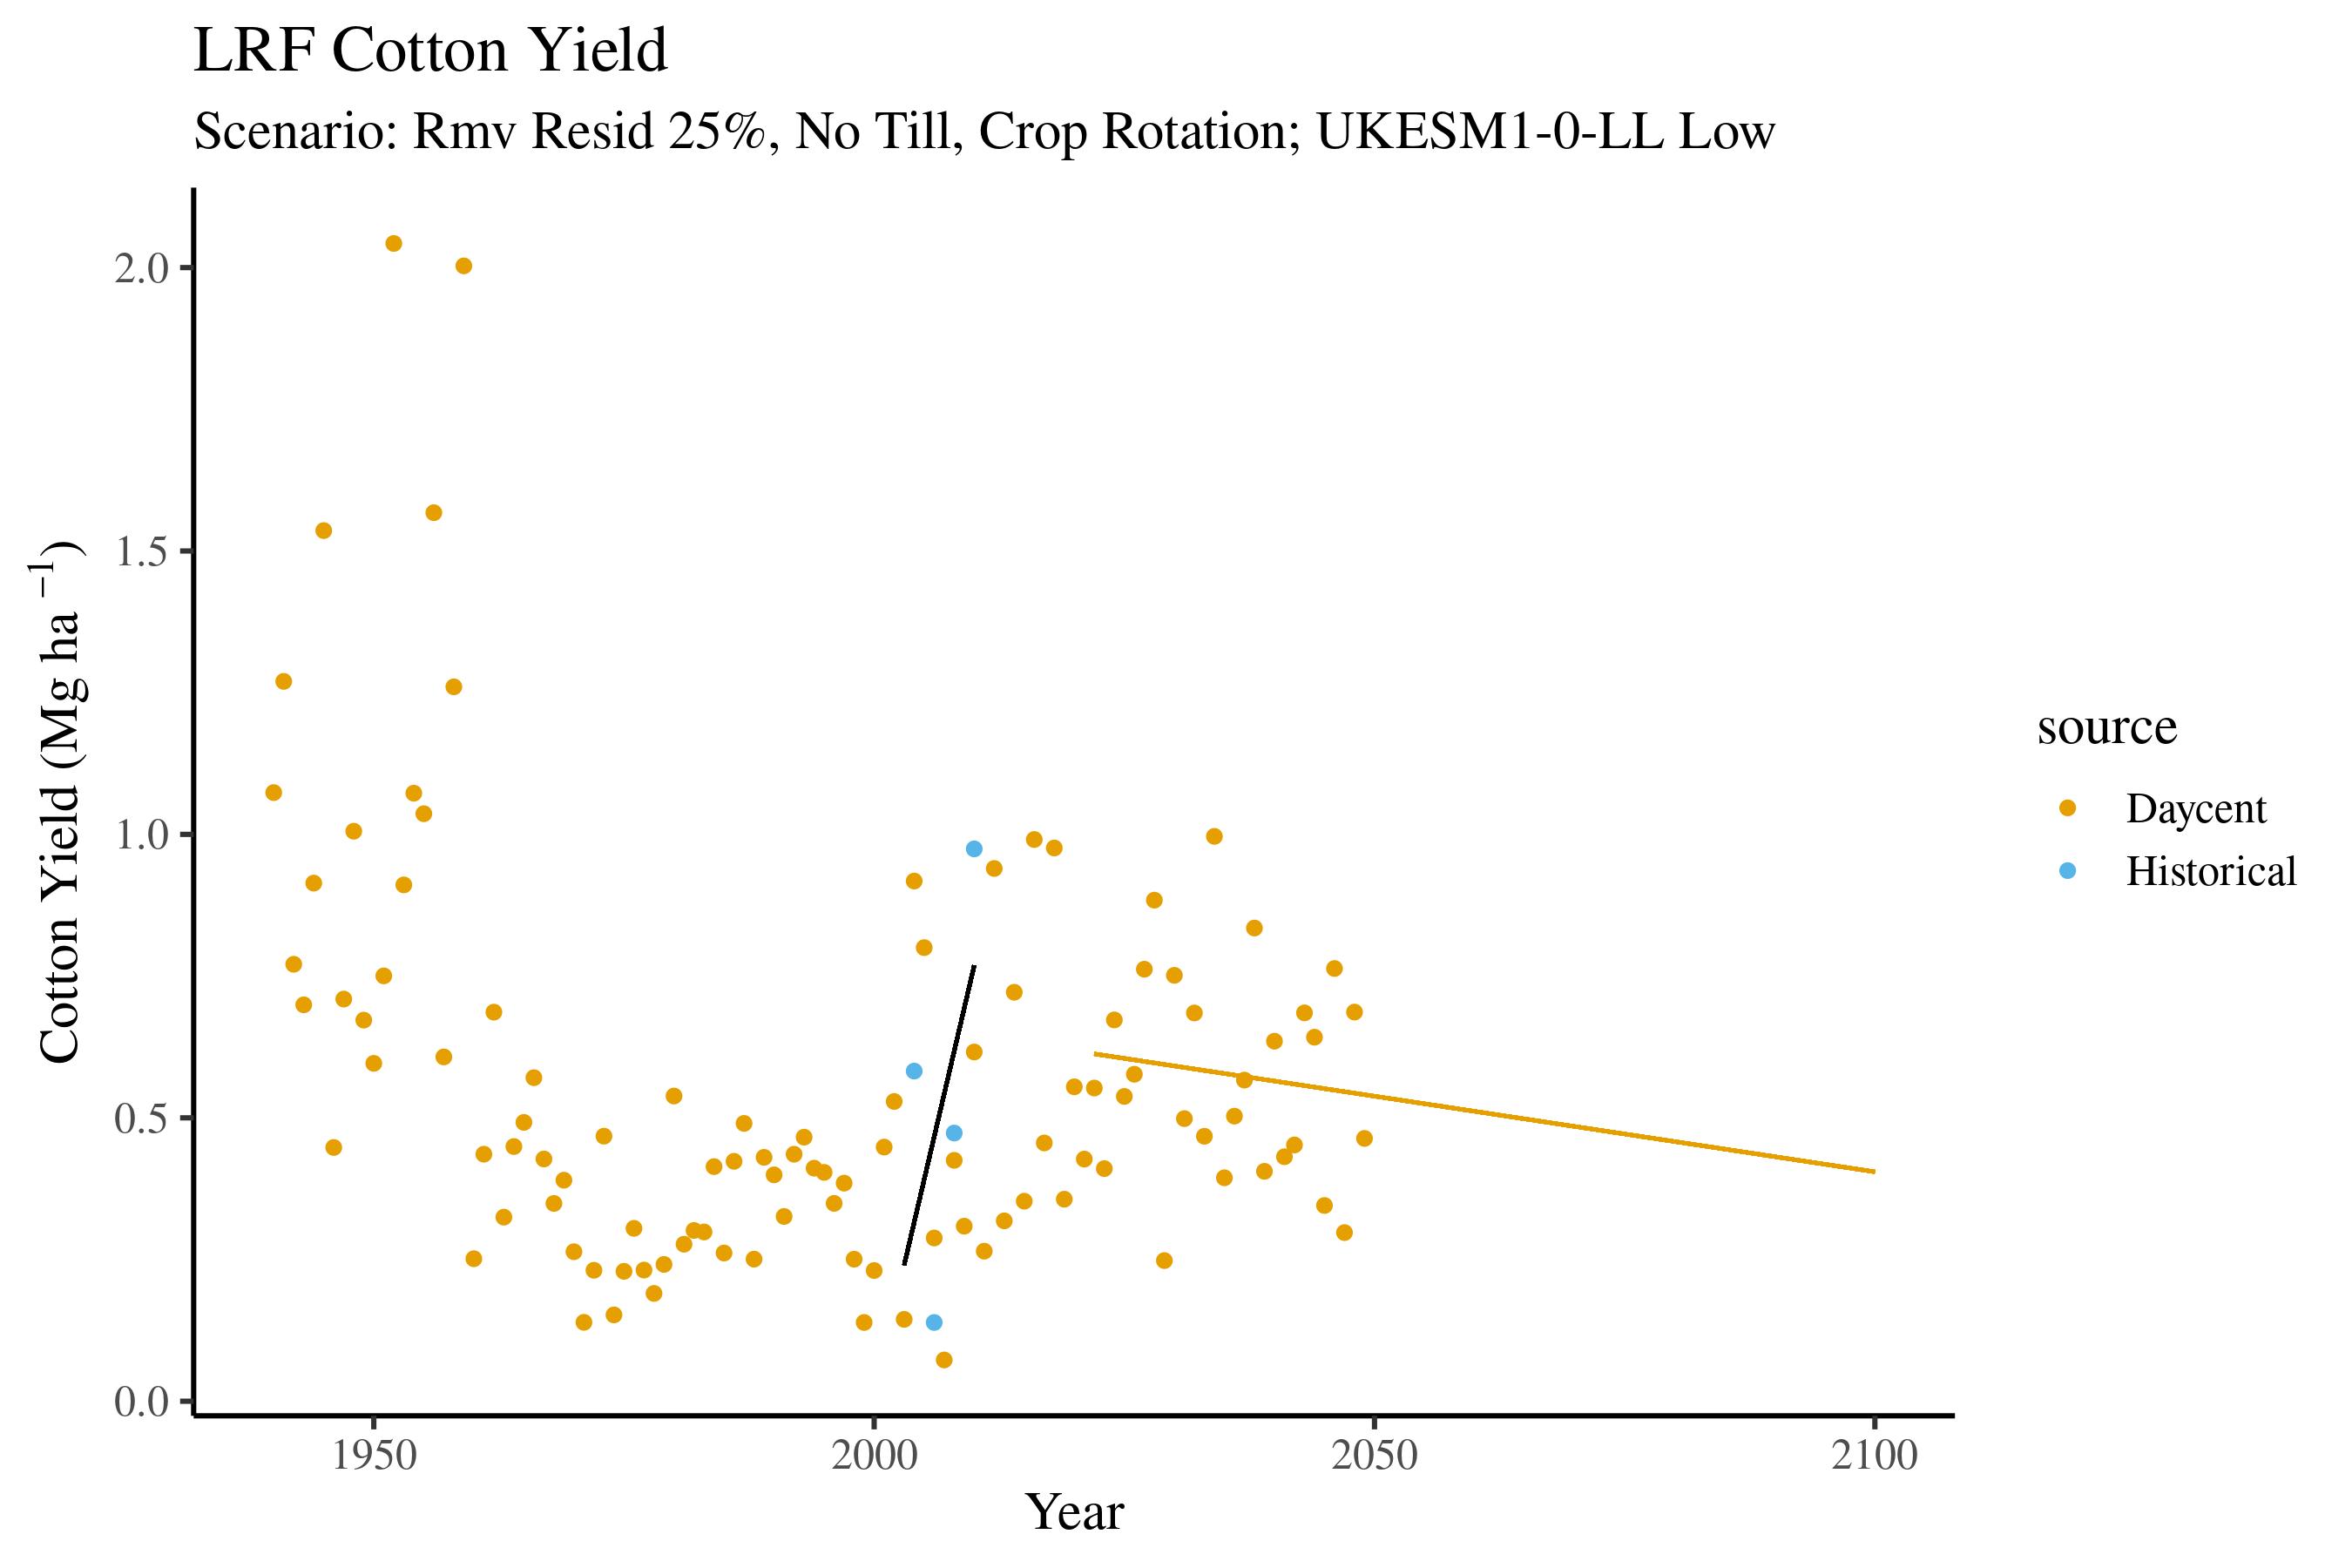 LRF Cotton Yield
Scenario: Rmv Resid 25%, No Till, Crop Rotation; UKESM1-0-LL Low
Cotton Yield (Mg ha −1)
2.0
1.5
1.0
0.5
0.0
1950 2000 2050 2100
Year
source
Daycent
Historical